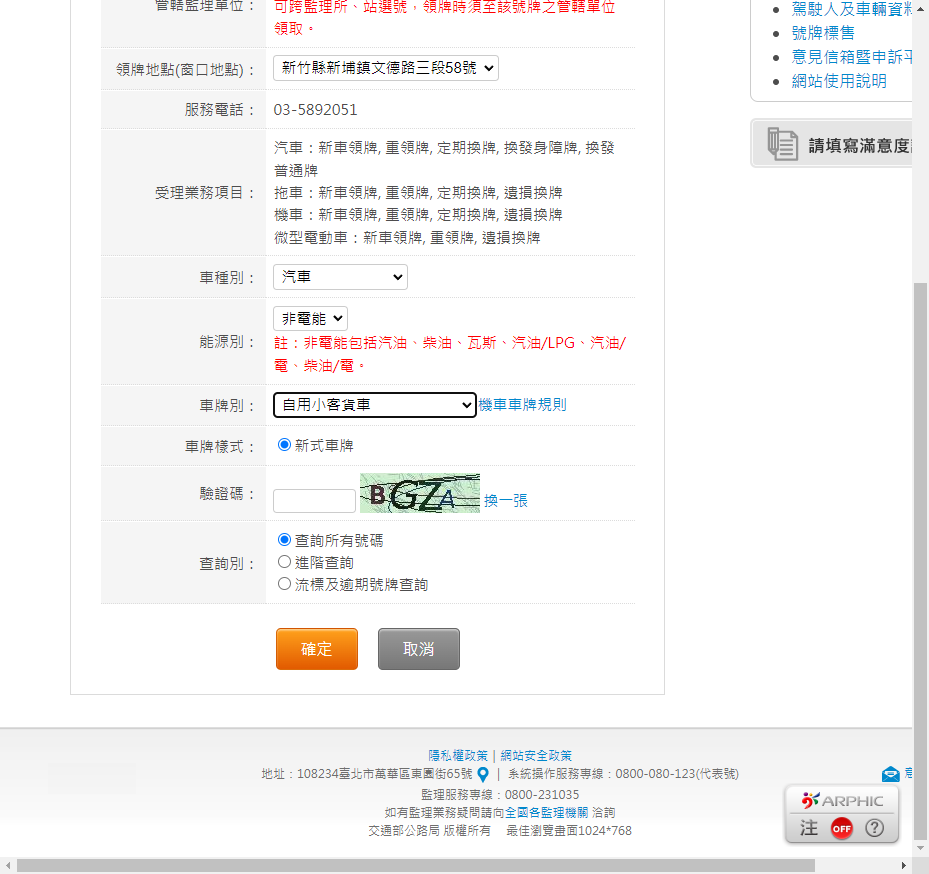 管轄監理單位：
可跨監理所、站選號，領牌時須至該號牌之管轄單位
領取。
領牌地點(窗口地點)：
新竹縣新埔鎮文德路三段58號
服務電話：
03-5892051
受理業務項目：
汽車：新車領牌, 重領牌, 定期換牌, 換發身障牌, 換發
普通牌
拖車：新車領牌, 重領牌, 定期換牌, 遺損換牌
機車：新車領牌, 重領牌, 定期換牌, 遺損換牌
微型電動車：新車領牌, 重領牌, 遺損換牌
車種別：
汽車
能源別：
非電能
註：非電能包括汽油、柴油、瓦斯、汽油/LPG、汽油/
電、柴油/電。
車牌別：
自用小客貨車 機車車牌規則
車牌樣式：
新式車牌
驗證碼：
BGZA 換一張
查詢別：
查詢所有號碼
進階查詢
流標及逾期號牌查詢
確定 取消
駕駛人及車輛資料
號牌標售
意見信箱暨申訴平
網站使用說明
請填寫滿意度
隱私權政策 | 網站安全政策
地址：108234臺北市萬華區東園街65號 | 系統操作服務專線：0800-080-123(代表號)
監理服務專線：0800-231035
如有監理業務疑問請向全國各監理機關 洽詢
交通部公路局 版權所有 最佳瀏覽畫面1024*768
ARPHIC
注 OFF ?